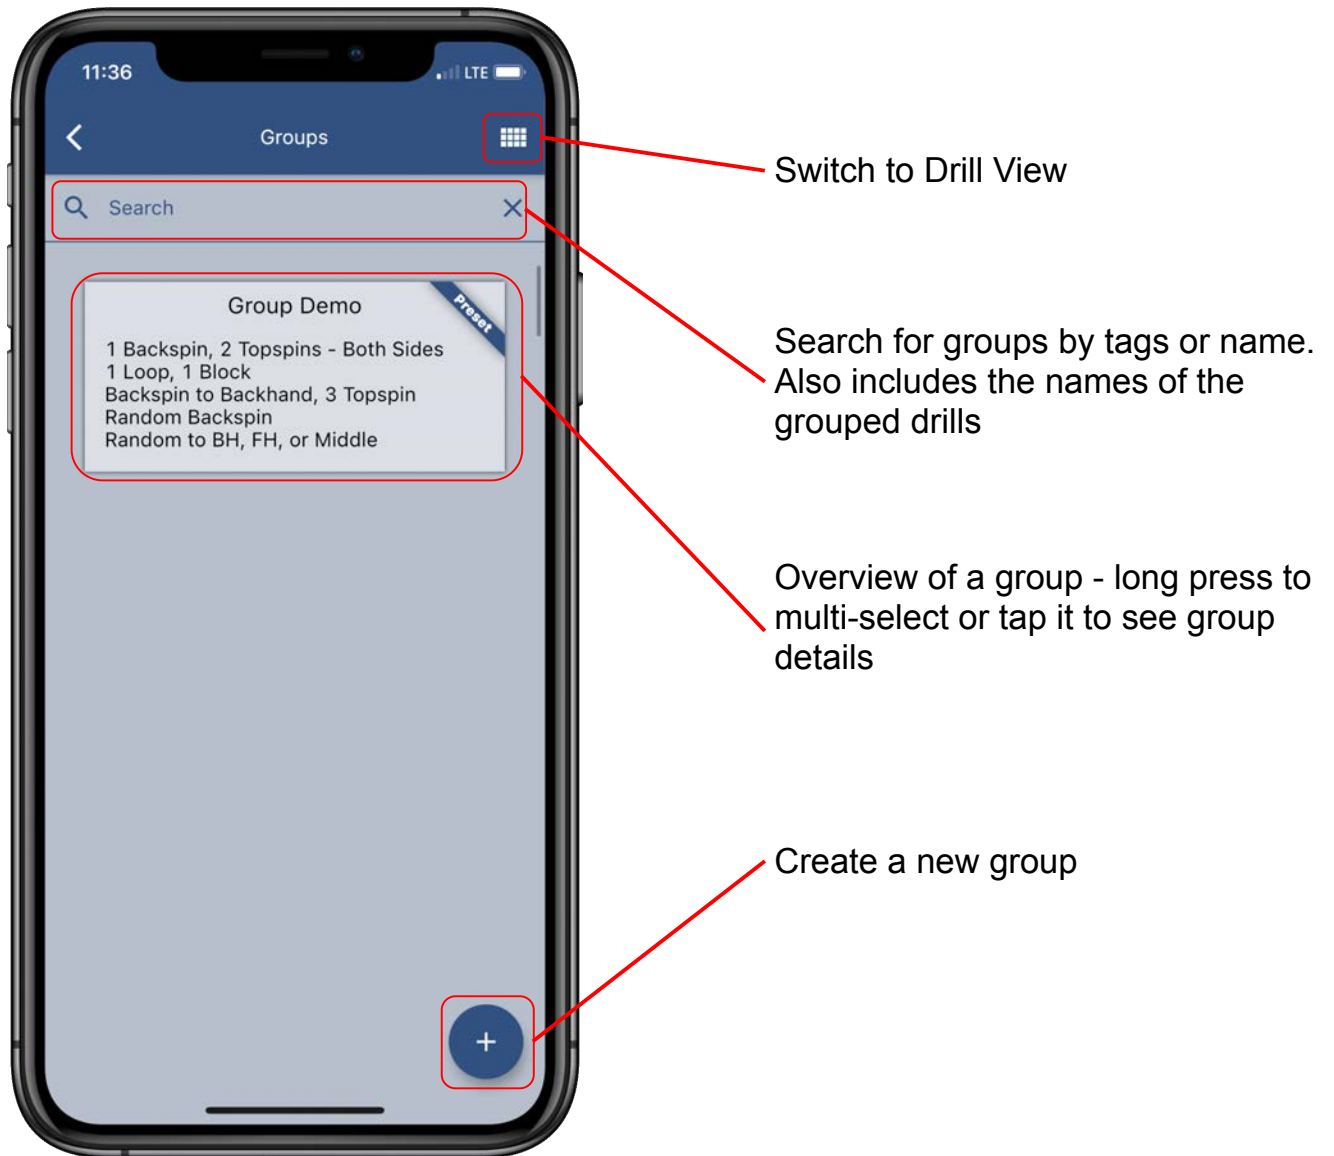 11:36
LTE
Groups
Switch to Drill View
Search
Preset
Group Demo
1 Backspin, 2 Topspins - Both Sides
1 Loop, 1 Block
Backspin to Backhand, 3 Topspin
Random Backspin
Random to BH, FH, or Middle
Search for groups by tags or name.
Also includes the names of the
grouped drills
Overview of a group - long press to
multi-select or tap it to see group
details
Create a new group
+